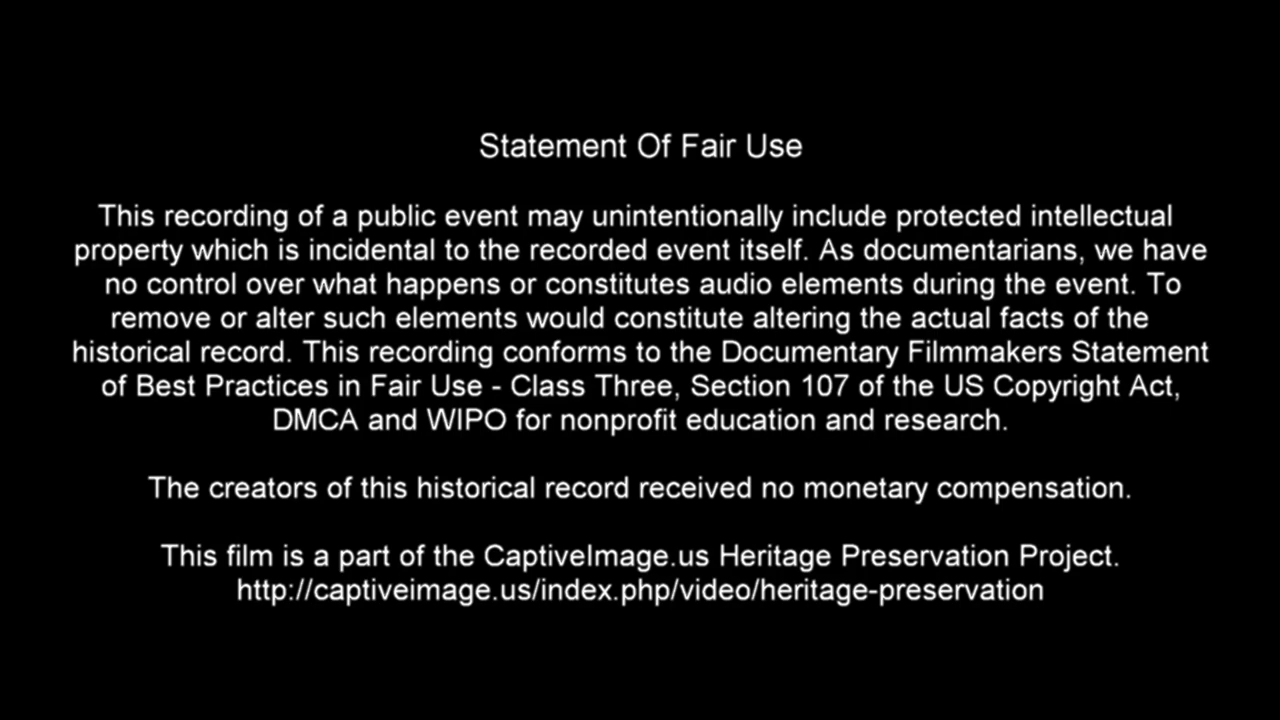 Statement Of Fair Use
This recording of a public event may unintentionally include protected intellectual
property which is incidental to the recorded event itself. As documentarians, we have
no control over what happens or constitutes audio elements during the event. To
remove or alter such elements would constitute altering the actual facts of the
historical record. This recording conforms to the Documentary Filmmakers Statement
of Best Practices in Fair Use - Class Three, Section 107 of the US Copyright Act,
DMCA and WIPO for nonprofit education and research.
The creators of this historical record received no monetary compensation.
This film is a part of the CaptiveImage.us Heritage Preservation Project.
http://captiveimage.us/index.php/video/heritage-preservation